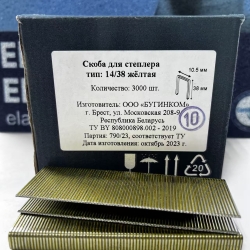 Скоба для степлера
тип: 14/38 жёлтая
Количество: 3000 шт.
10.5 мм
38 мм
Изготовитель: ООО «БУГИНКОМ»
г. Брест, ул. Московская 208-9
Республика Беларусь
ТУ BY 808000898.002 - 2019
Партия: 790/23, соответствует ТУ
Дата изготовления: октябрь 2023 г.
10
20
EL
ela